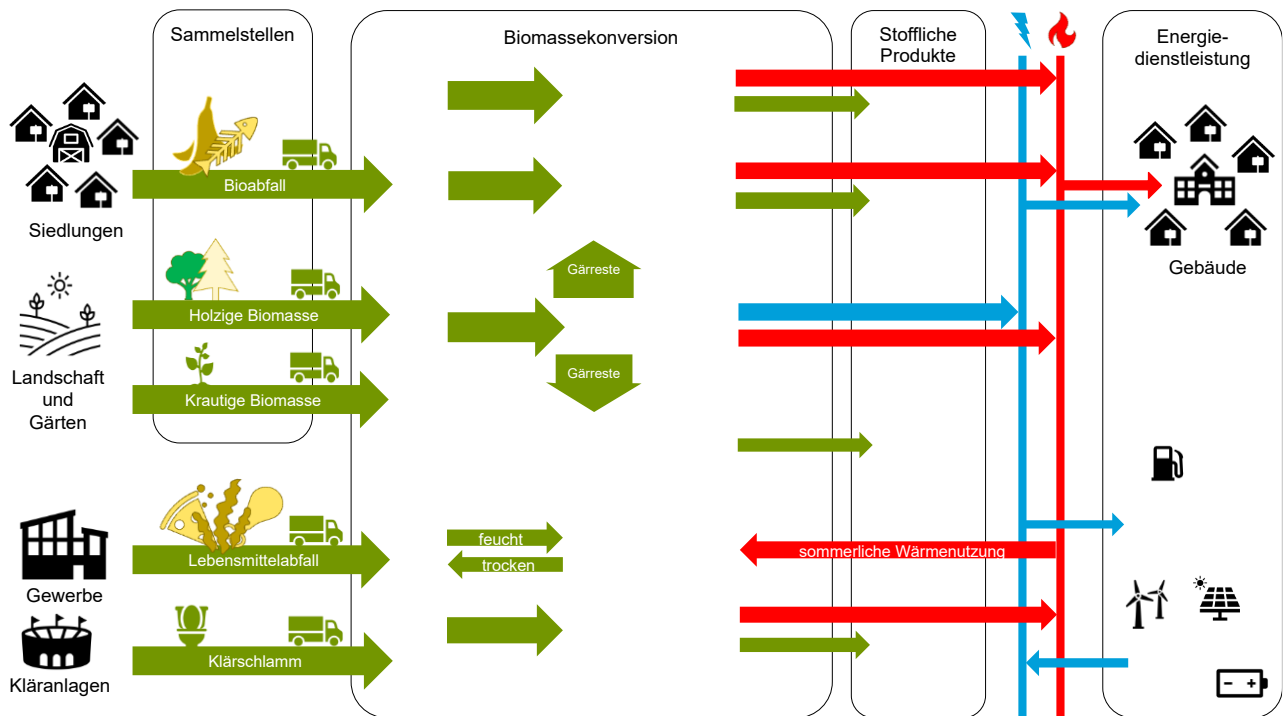 Sammelstellen
Biomassekonversion
Stoffliche
Produkte
Energie-
dienstleistung
Bioabfall
Siedlungen
Gebäude
Gärreste
Holzige Biomasse
Landschaft
und
Gärten
Gärreste
Krautige Biomasse
feucht
trocken
sommerliche Wärmenutzung
Lebensmittelabfall
Gewerbe
Klärschlamm
Kläranlagen